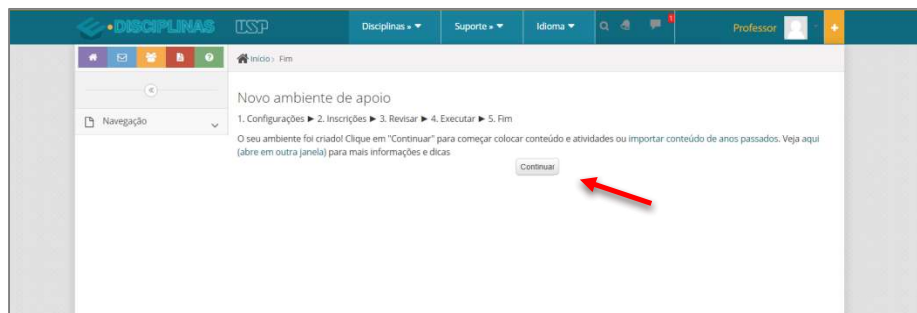 e•DISCIPLINAS USP Disciplinas » Suporte » Idioma 1 Professor
Início › Fim
Navegação
Novo ambiente de apoio
1. Configurações ► 2. Inscrições ► 3. Revisar ► 4. Executar ► 5. Fim
O seu ambiente foi criado! Clique em "Continuar" para começar colocar conteúdo e atividades ou importar conteúdo de anos passados. Veja aqui
(abre em outra janela) para mais informações e dicas
Continuar